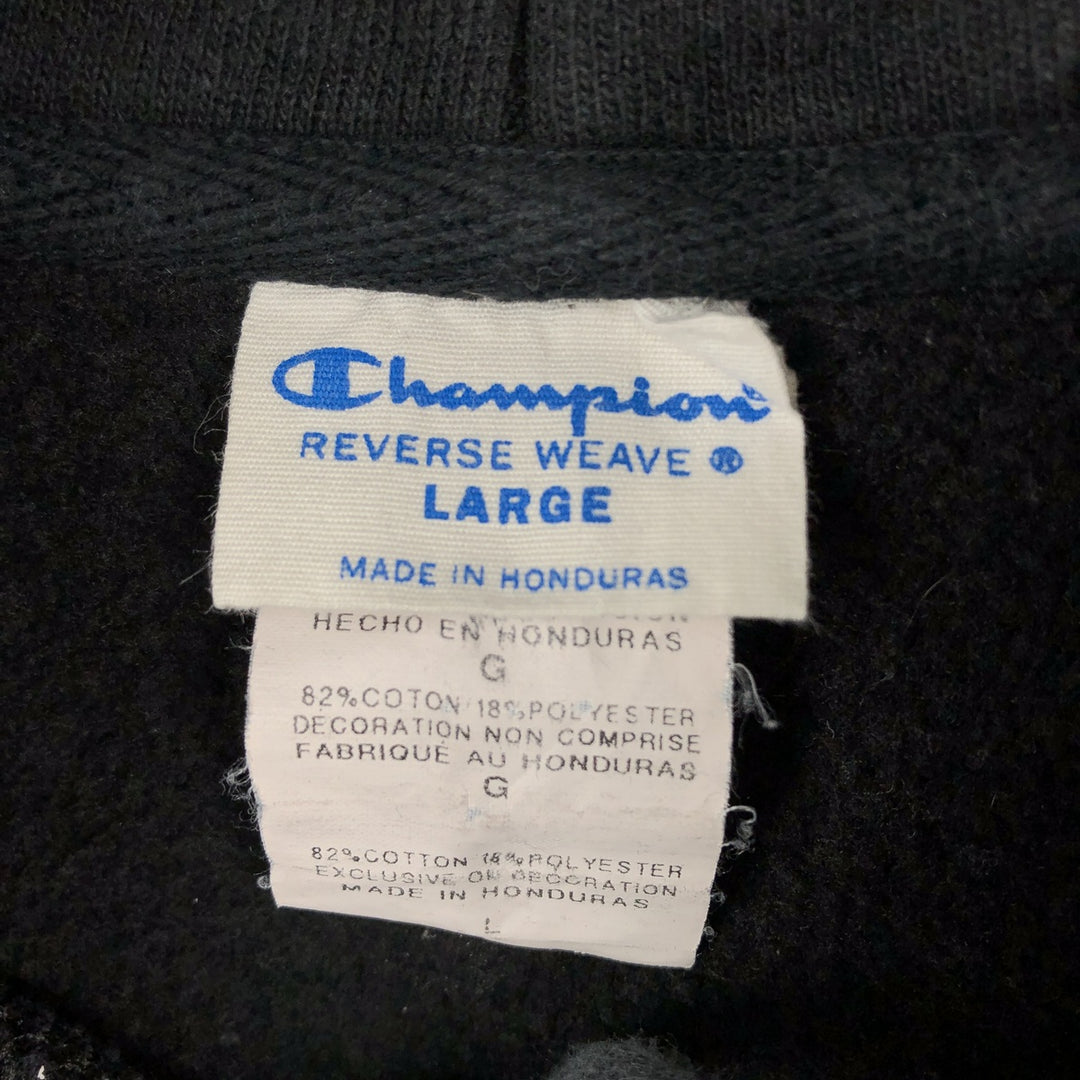 Champion
REVERSE WEAVE ®
LARGE
MADE IN HONDURAS
HECHO EN HONDURAS
G
82% COTON 18% POLYESTER
DECORATION NON COMPRISE
FABRIQUÉ AU HONDURAS
G
82% COTTON 18% POLYESTER
EXCLUSIVE OF DECORATION
MADE IN HONDURAS
L